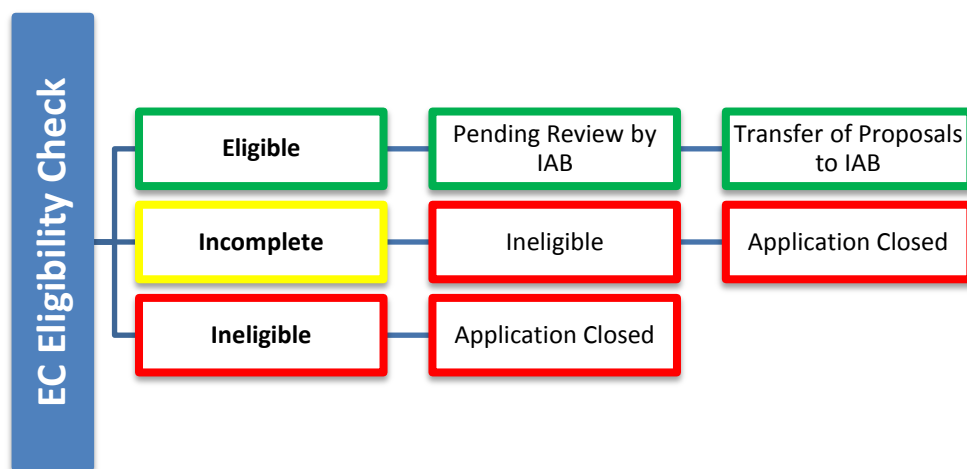 EC Eligibility Check
Eligible
Pending Review by
IAB
Transfer of Proposals
to IAB
Incomplete
Ineligible
Application Closed
Ineligible
Application Closed